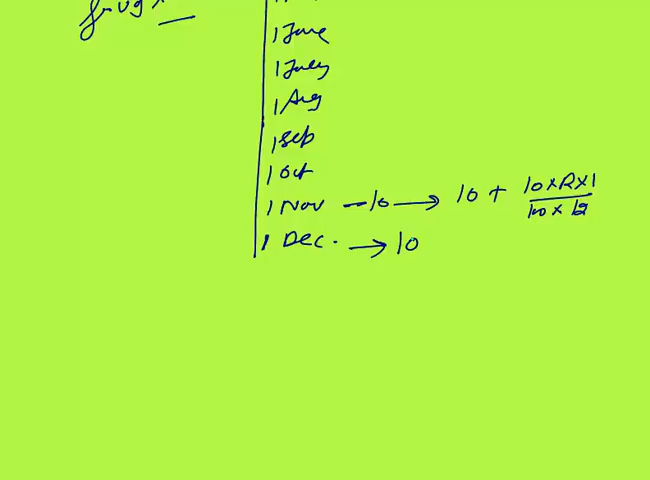 1 June
1 July
1 Aug
1 Sep
1 Oct
1 Nov — 10 → 10 + 10×R×1 / 100 × 12
1 Dec. → 10